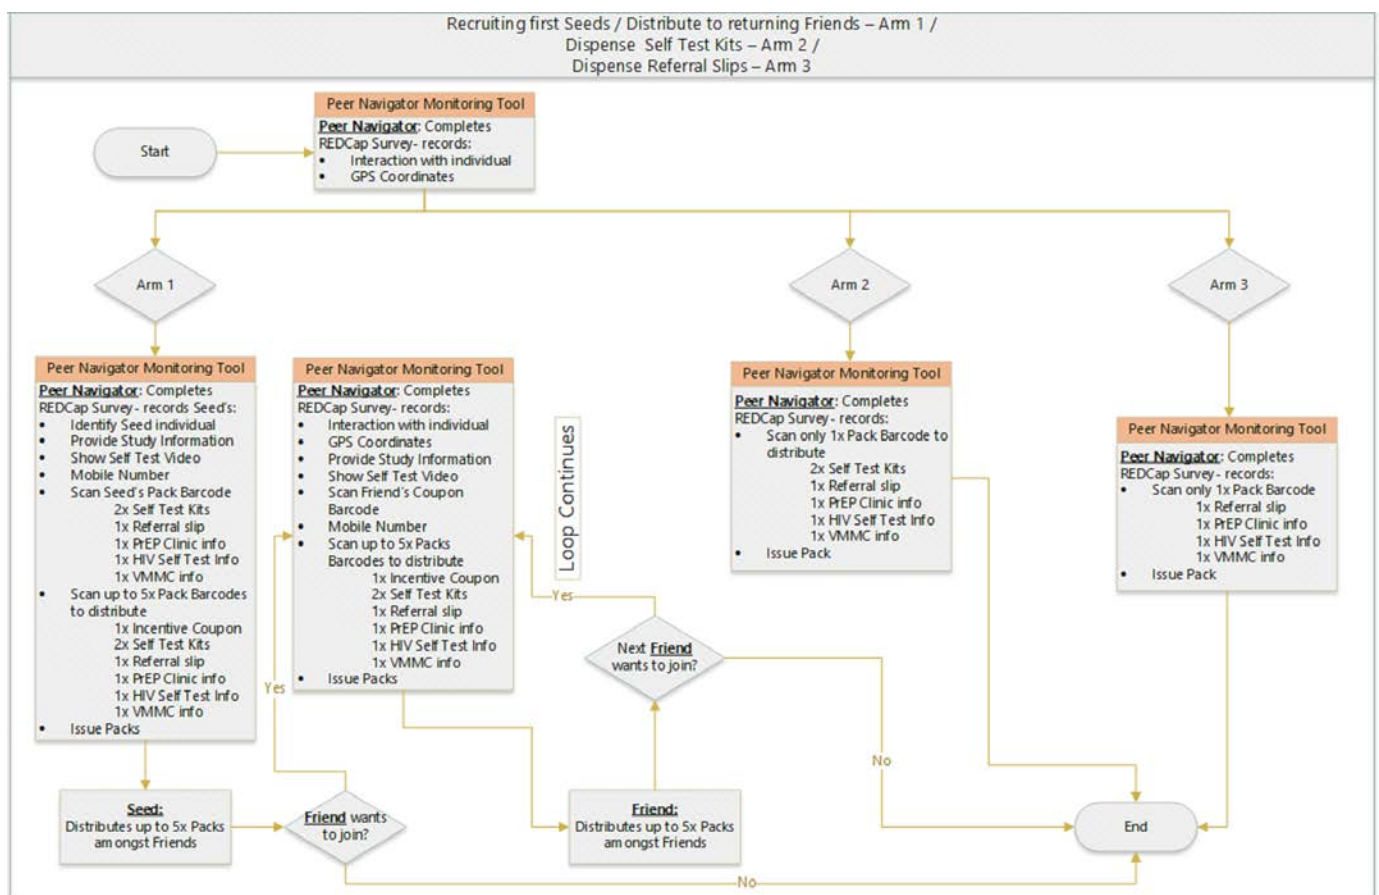 Recruiting first Seeds / Distribute to returning Friends – Arm 1 /
Dispense Self Test Kits – Arm 2 /
Dispense Referral Slips – Arm 3
Start
Peer Navigator Monitoring Tool
Peer Navigator: Completes
REDCap Survey- records:
• Interaction with individual
• GPS Coordinates
Arm 1
Arm 2
Arm 3
Peer Navigator Monitoring Tool
Peer Navigator: Completes
REDCap Survey- records Seed's:
• Identify Seed individual
• Provide Study Information
• Show Self Test Video
• Mobile Number
• Scan Seed's Pack Barcode
2x Self Test Kits
1x Referral slip
1x PrEP Clinic info
1x HIV Self Test Info
1x VMMC info
• Scan up to 5x Pack Barcodes
to distribute
1x Incentive Coupon
2x Self Test Kits
1x Referral slip
1x PrEP Clinic info
1x HIV Self Test Info
1x VMMC info
• Issue Packs
Peer Navigator Monitoring Tool
Peer Navigator: Completes
REDCap Survey- records:
• Interaction with individual
• GPS Coordinates
• Provide Study Information
• Show Self Test Video
• Scan Friend's Coupon
Barcode
• Mobile Number
• Scan up to 5x Packs
Barcodes to distribute
1x Incentive Coupon
2x Self Test Kits
1x Referral slip
1x PrEP Clinic info
1x HIV Self Test Info
1x VMMC info
• Issue Packs
Loop Continues
Peer Navigator Monitoring Tool
Peer Navigator: Completes
REDCap Survey- records:
• Scan only 1x Pack Barcode to
distribute
2x Self Test Kits
1x Referral slip
1x PrEP Clinic info
1x HIV Self Test Info
1x VMMC info
• Issue Pack
Peer Navigator Monitoring Tool
Peer Navigator: Completes
REDCap Survey- records:
• Scan only 1x Pack Barcode
1x Referral slip
1x PrEP Clinic info
1x HIV Self Test Info
1x VMMC info
• Issue Pack
Yes
Next Friend
wants to join?
Yes
No
Seed:
Distributes up to 5x Packs
amongst Friends
Friend wants
to join?
Friend:
Distributes up to 5x Packs
amongst Friends
End
No